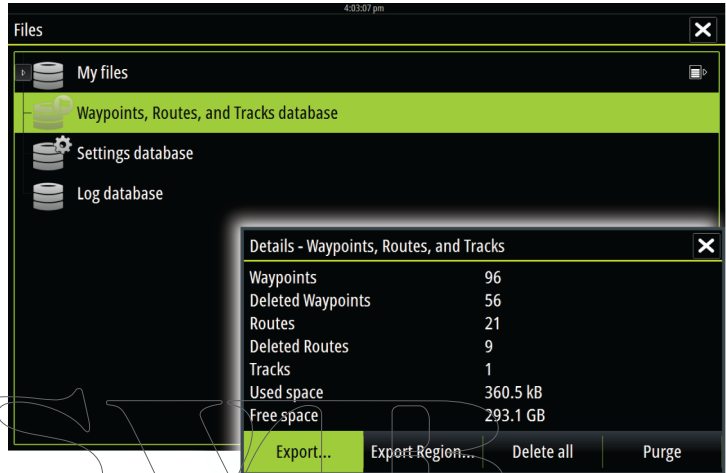 4:03:07 pm
Files
My files
Waypoints, Routes, and Tracks database
Settings database
Log database
Details - Waypoints, Routes, and Tracks
Waypoints 96
Deleted Waypoints 56
Routes 21
Deleted Routes 9
Tracks 1
Used space 360.5 kB
Free space 293.1 GB
Export... Export Region... Delete all Purge